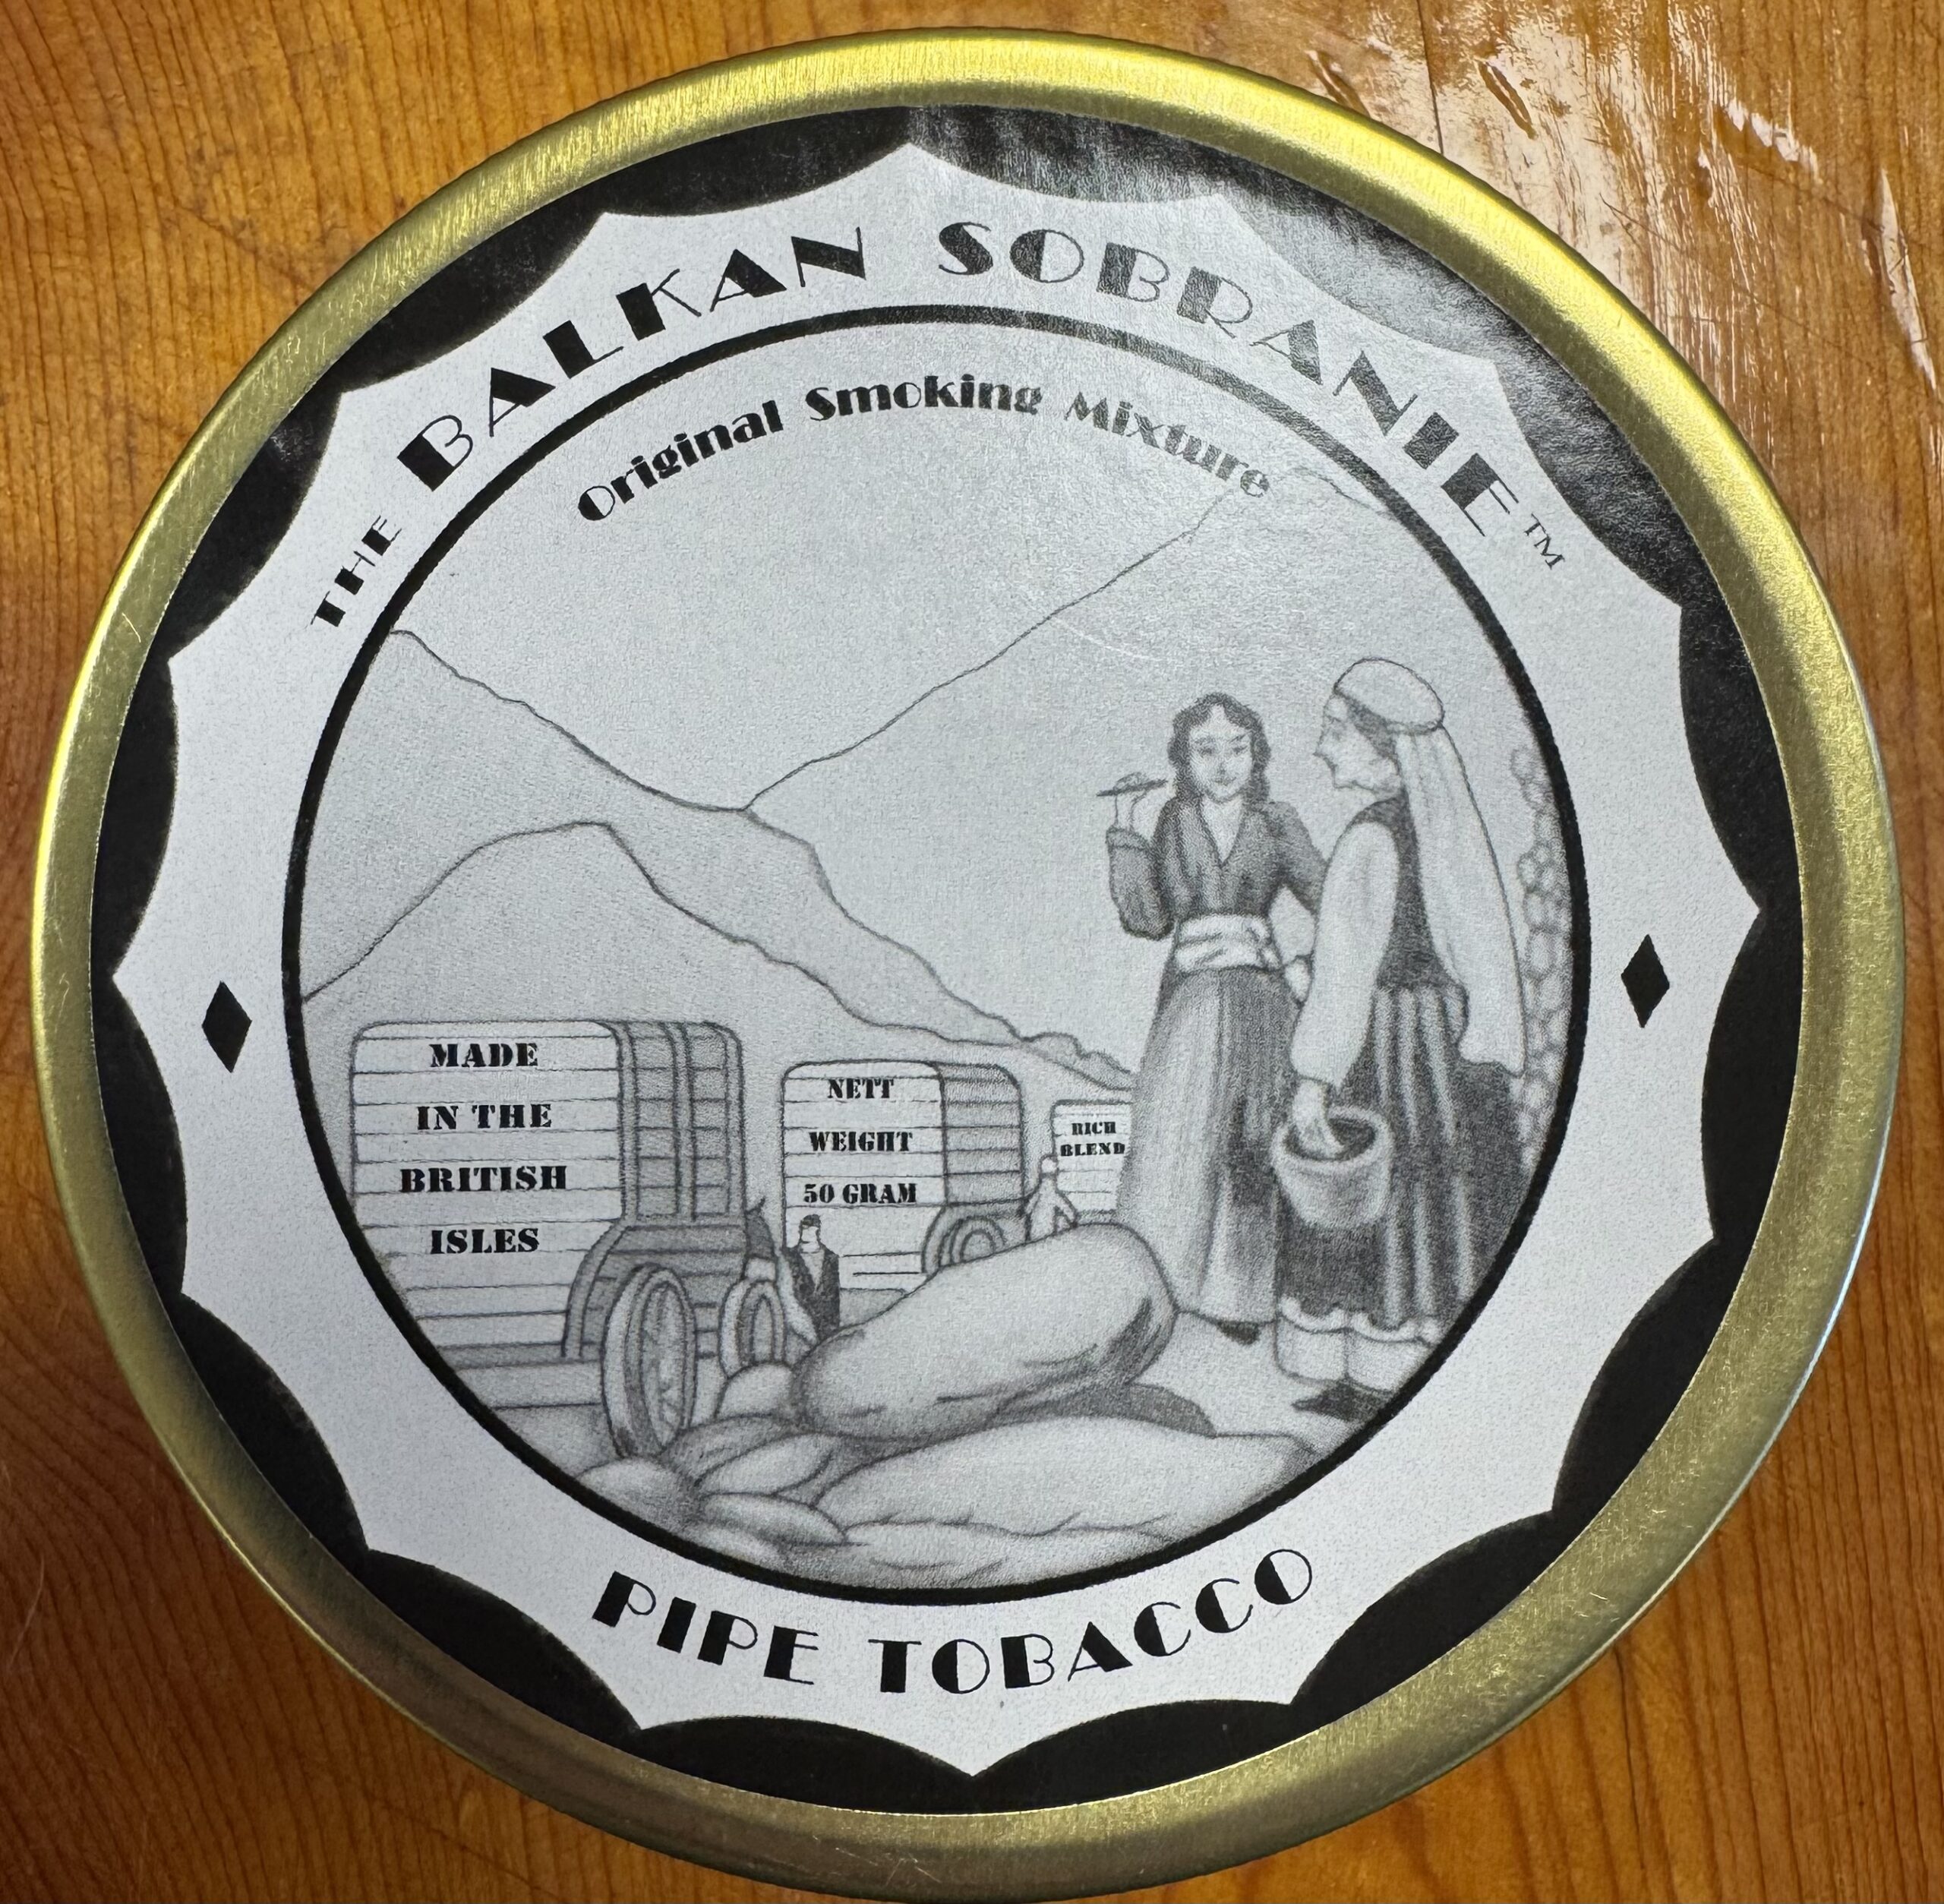 THE BALKAN SOBRANIE™
Original Smoking Mixture
MADE
IN THE
BRITISH
ISLES
NETT
WEIGHT
50 GRAM
RICH
BLEND
PIPE TOBACCO